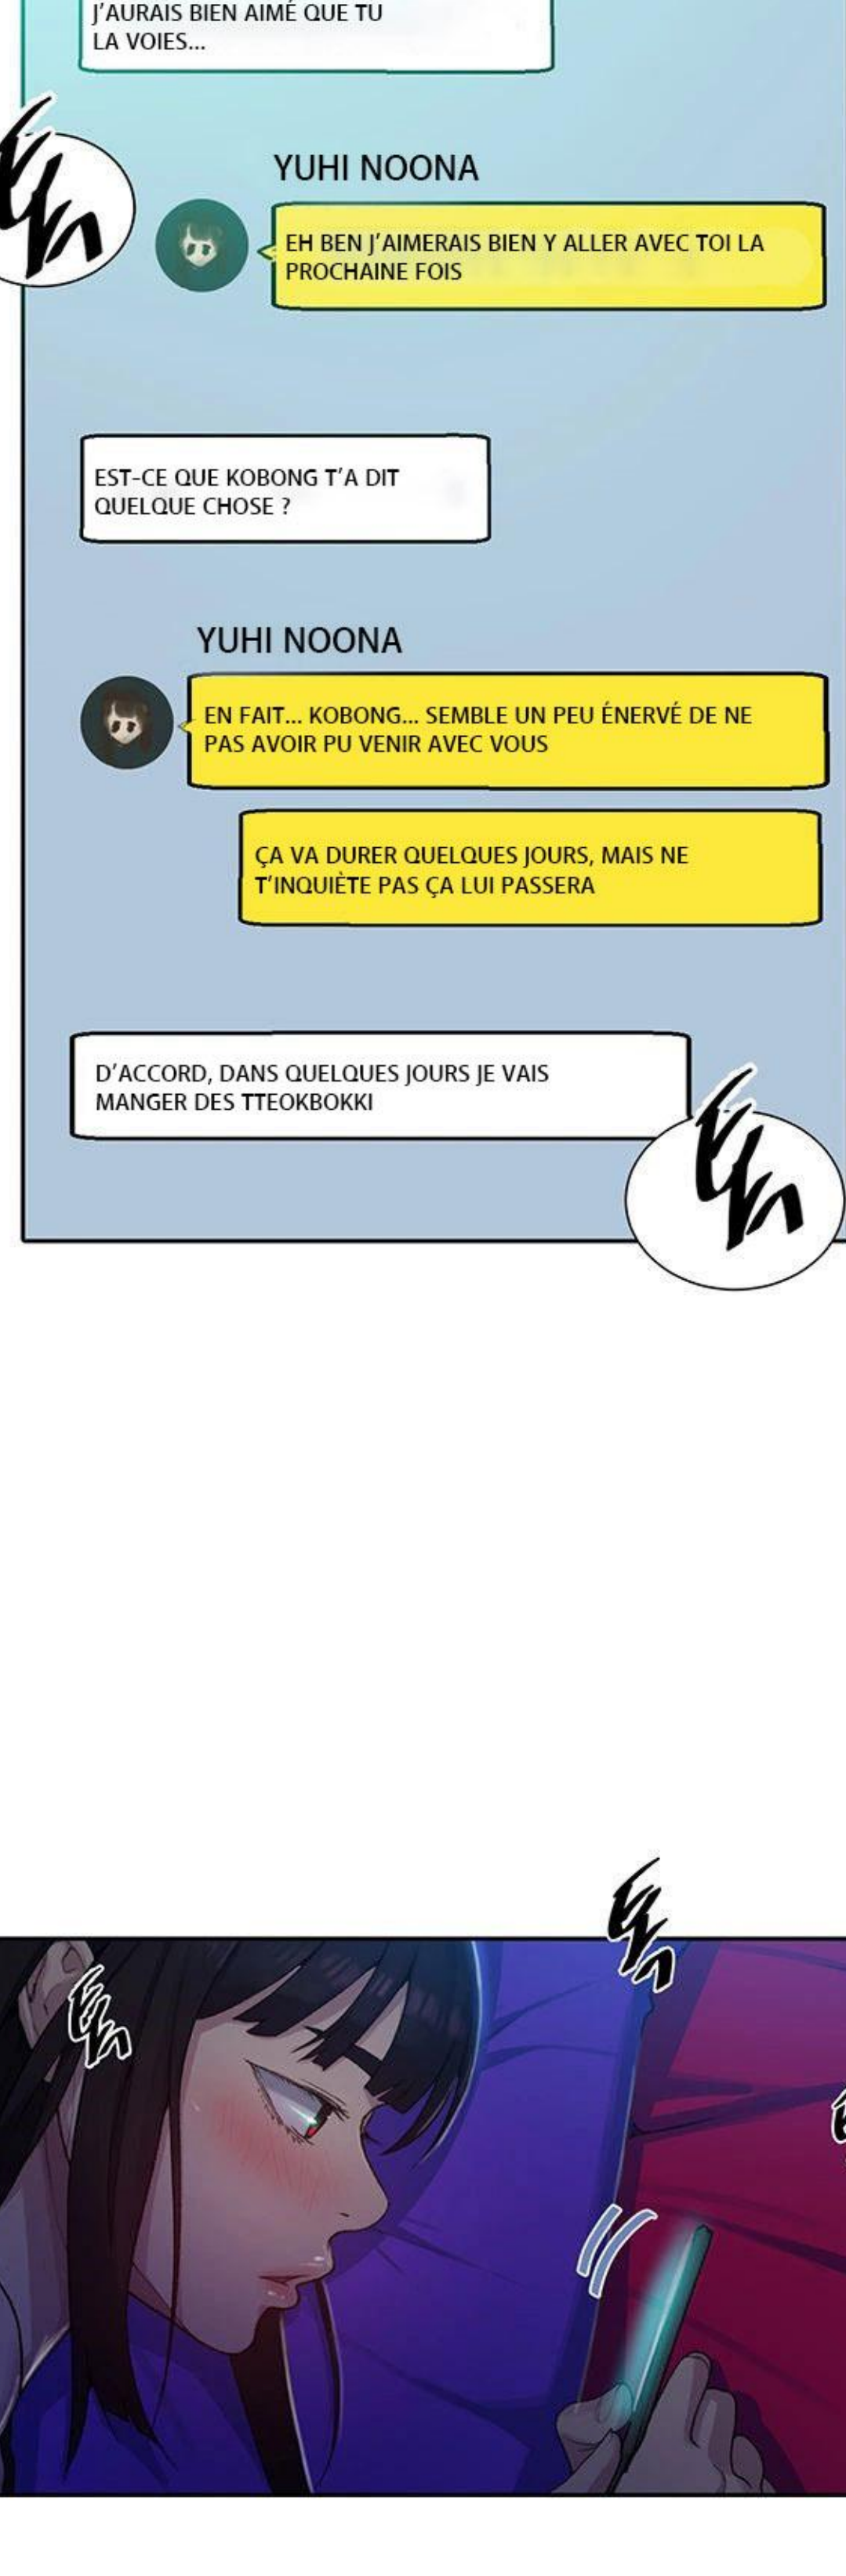 J'AURAIS BIEN AIMÉ QUE TU
LA VOIES...
YUHI NOONA
EH BEN J'AIMERAIS BIEN Y ALLER AVEC TOI LA
PROCHAINE FOIS
EST-CE QUE KOBONG T'A DIT
QUELQUE CHOSE ?
YUHI NOONA
EN FAIT... KOBONG... SEMBLE UN PEU ÉNERVÉ DE NE
PAS AVOIR PU VENIR AVEC VOUS
ÇA VA DURER QUELQUES JOURS, MAIS NE
T'INQUIÈTE PAS ÇA LUI PASSERA
D'ACCORD, DANS QUELQUES JOURS JE VAIS
MANGER DES TTEOKBOKKI